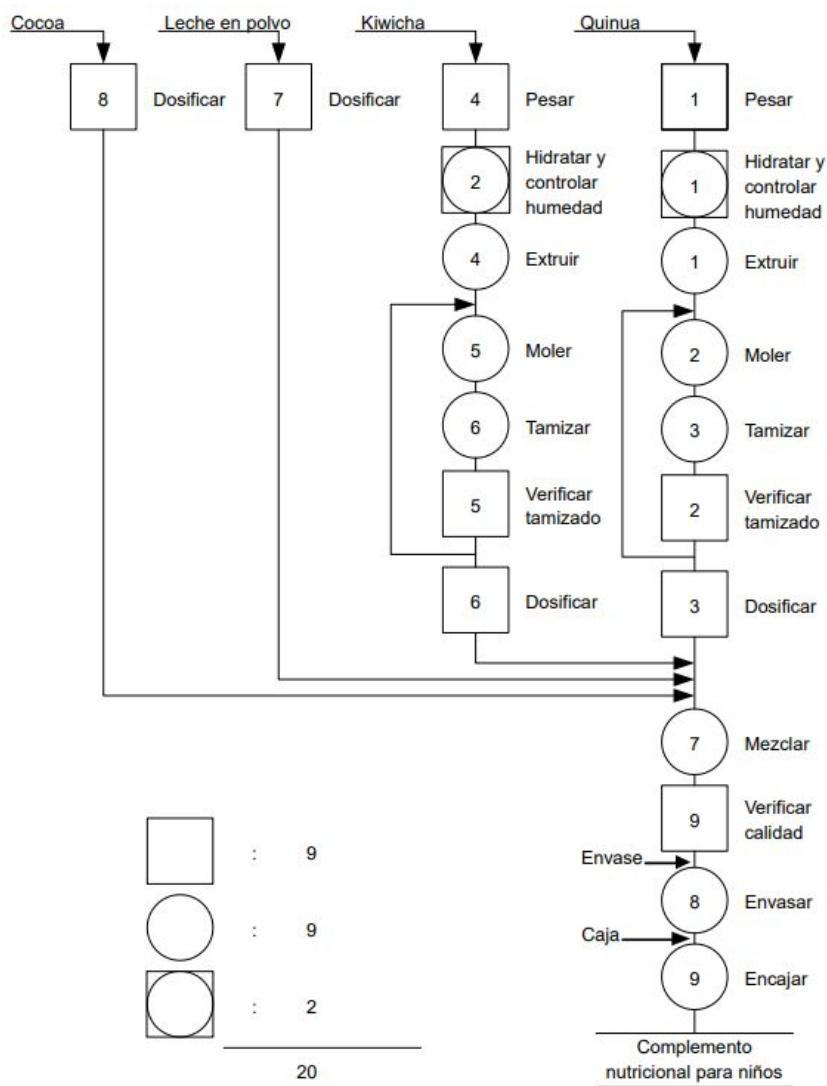 Cocoa Leche en polvo Kiwicha Quinua
8 Dosificar 7 Dosificar 4 Pesar 1 Pesar
2 Hidratar y controlar humedad 1 Hidratar y controlar humedad
4 Extruir 1 Extruir
5 Moler 2 Moler
6 Tamizar 3 Tamizar
5 Verificar tamizado 2 Verificar tamizado
6 Dosificar 3 Dosificar
7 Mezclar
9 Verificar calidad
Envase
8 Envasar
Caja
9 Encajar
Complemento
nutricional para niños
: 9
: 9
: 2
20